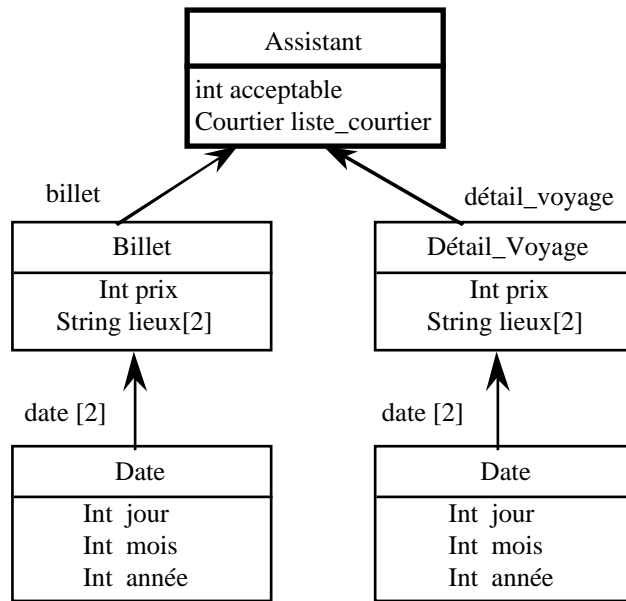 Assistant
int acceptable
Courtier liste_courtier
billet
détail_voyage
Billet
Int prix
String lieux[2]
Détail_Voyage
Int prix
String lieux[2]
date [2]
date [2]
Date
Int jour
Int mois
Int année
Date
Int jour
Int mois
Int année